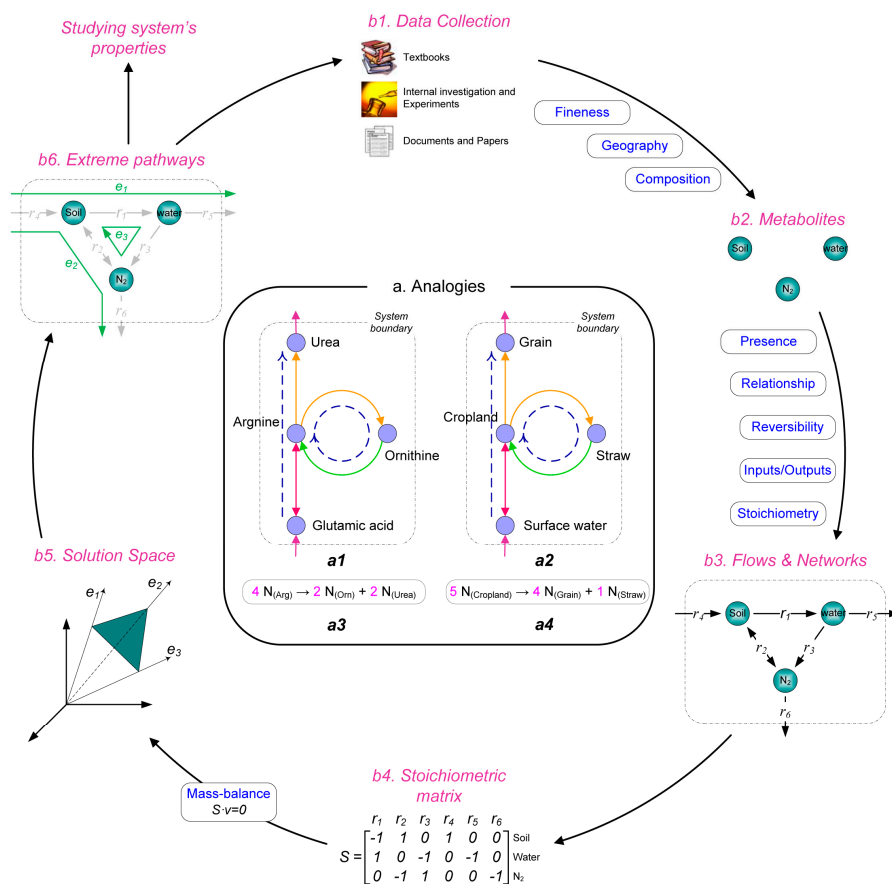 Studying system's
properties
b1. Data Collection
Textbooks
Internal investigation and
Experiments
Documents and Papers
Fineness
Geography
Composition
b2. Metabolites
Soil
water
N2
Presence
Relationship
Reversibility
Inputs/Outputs
Stoichiometry
b3. Flows & Networks
r4
Soil
r1
water
r5
r2
r3
N2
r6
b4. Stoichiometric
matrix
r1 r2 r3 r4 r5 r6
S = -1 1 0 1 0 0 Soil
1 0 -1 0 -1 0 Water
0 -1 1 0 0 -1 N2
Mass-balance
S·v=0
b5. Solution Space
e1
e2
e3
b6. Extreme pathways
e1
r4
Soil
r1
water
r5
e3
r2
r3
e2
N2
r6
a. Analogies
System
boundary
Urea
Argnine
Ornithine
Glutamic acid
a1
4 N(Arg) → 2 N(Orn) + 2 N(Urea)
a3
System
boundary
Grain
Cropland
Straw
Surface water
a2
5 N(Cropland) → 4 N(Grain) + 1 N(Straw)
a4